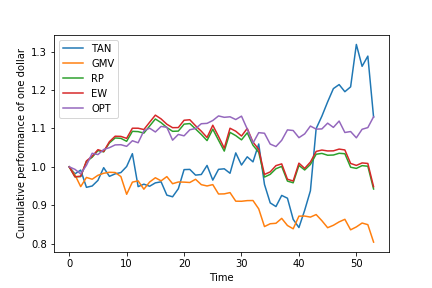 Cumulative performance of one dollar
1.3
1.2
1.1
1.0
0.9
0.8
TAN
GMV
RP
EW
OPT
0
10
20
30
40
50
Time